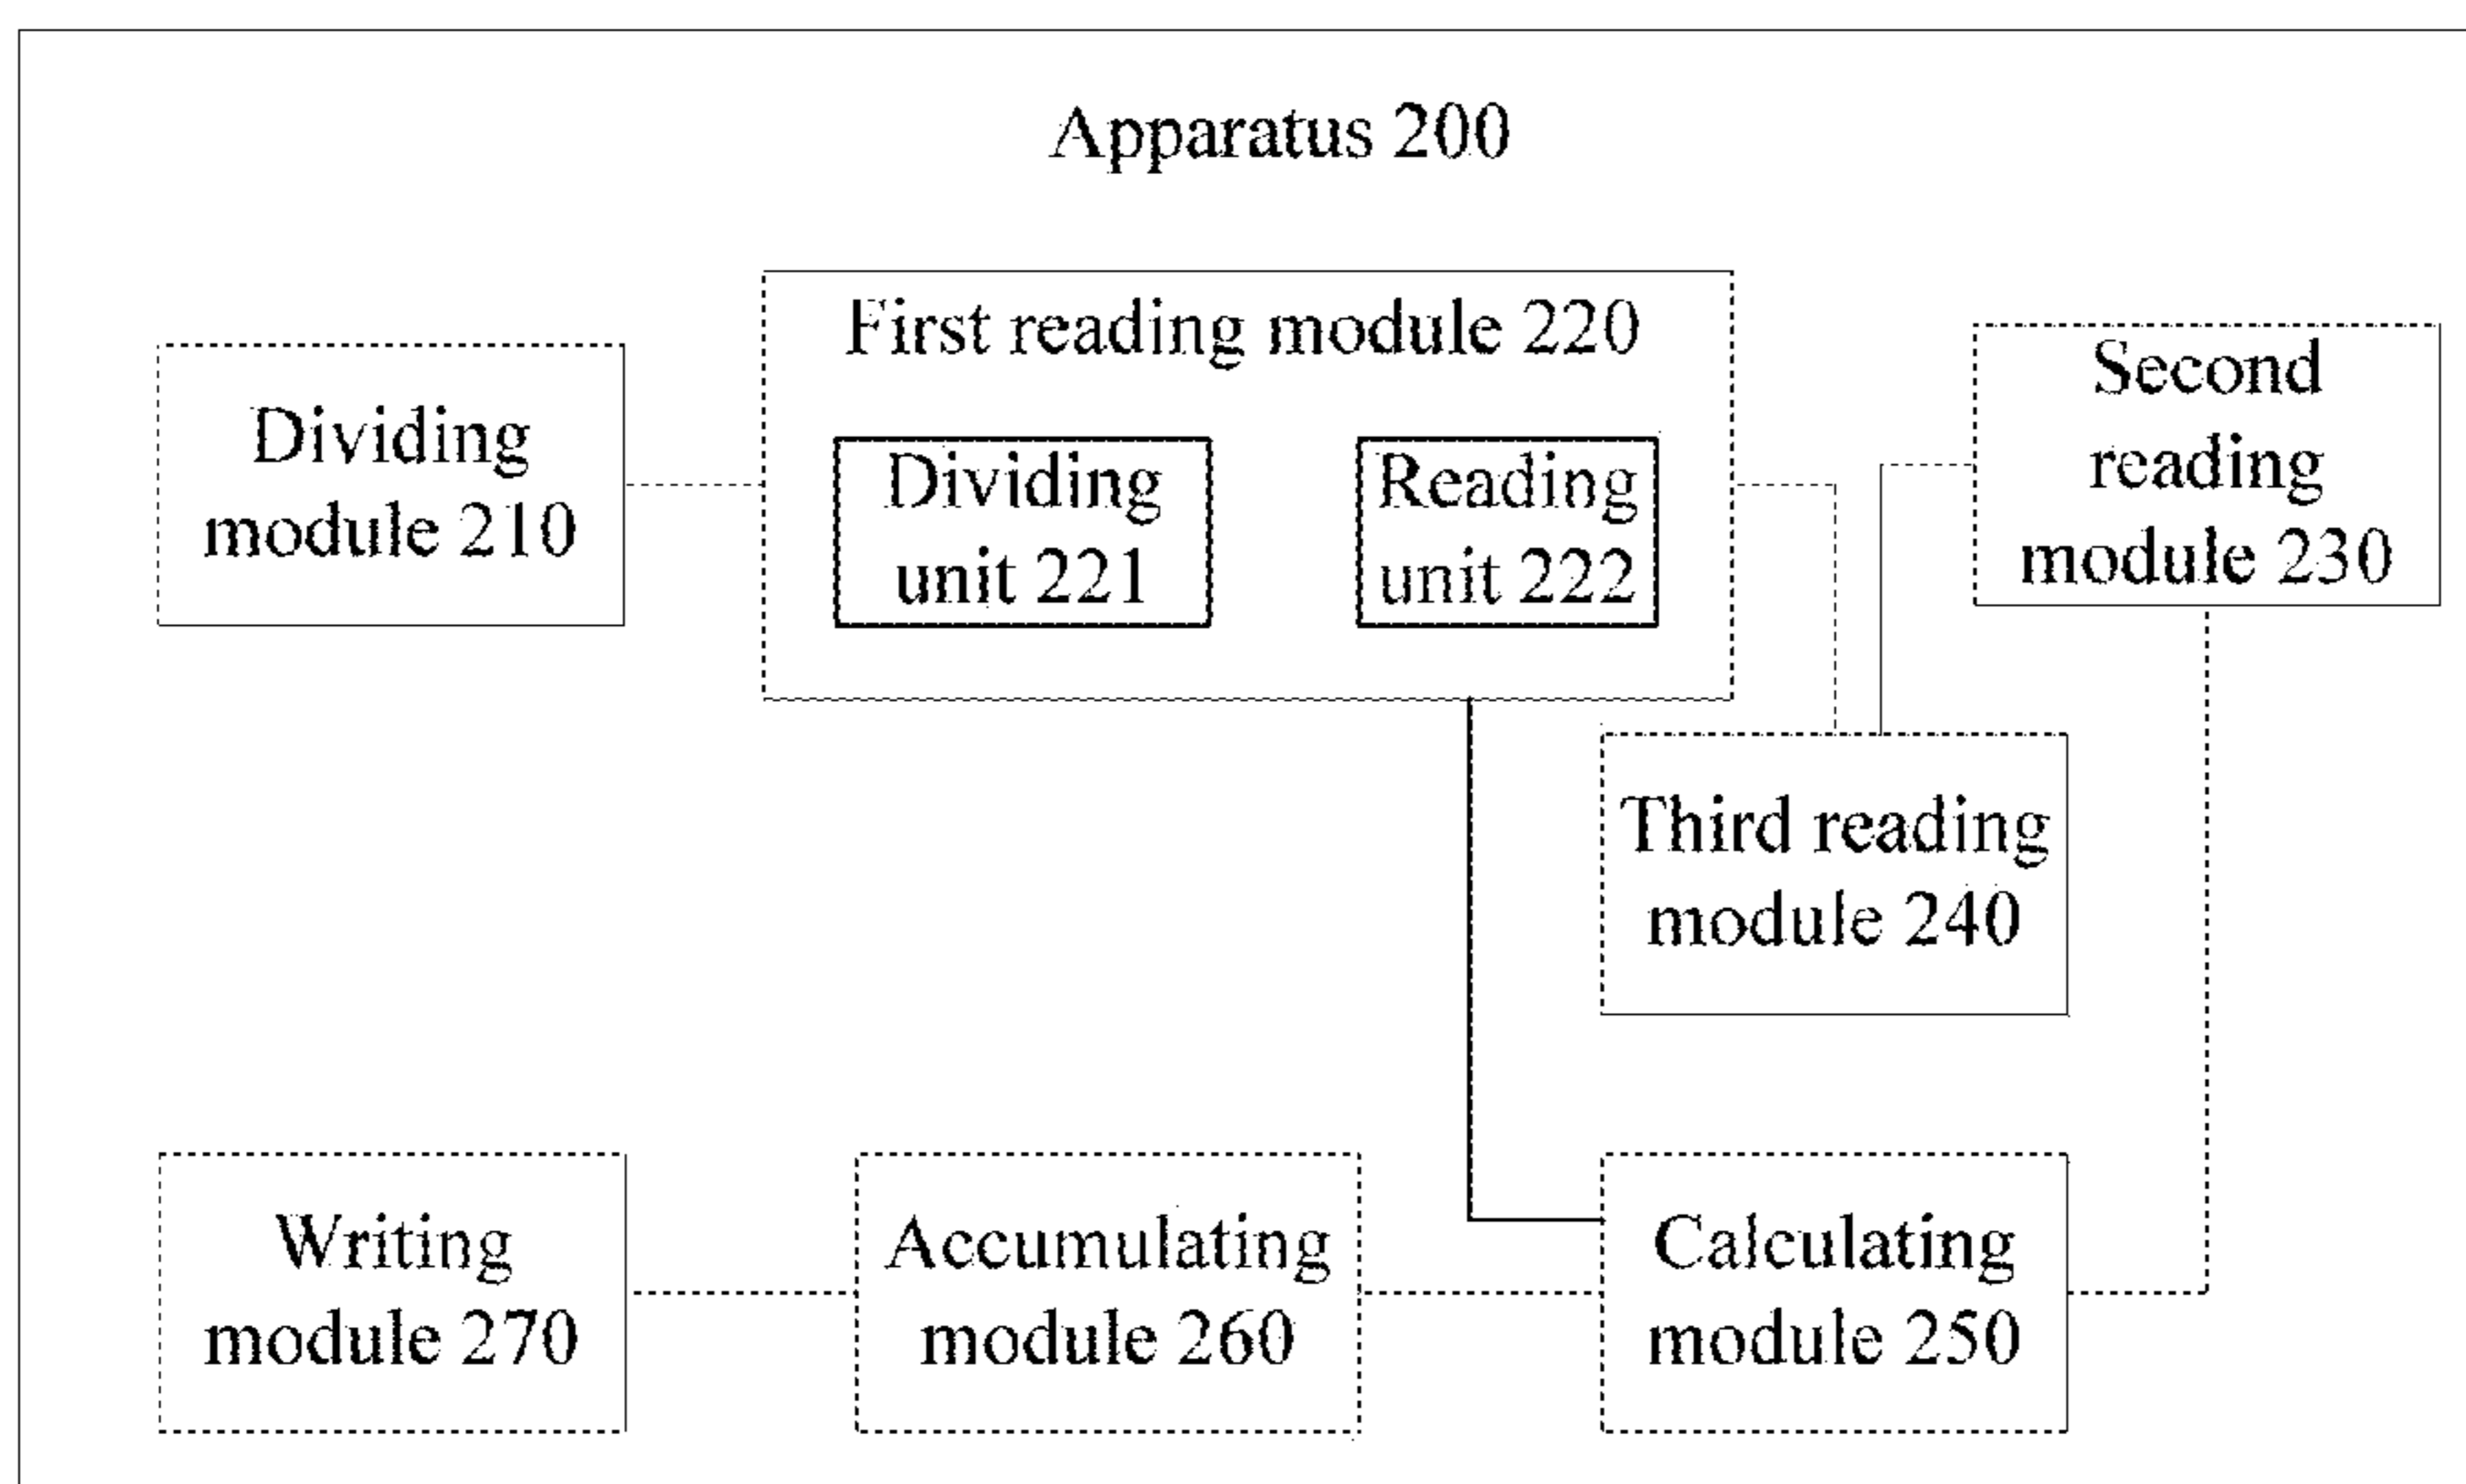 Apparatus 200
First reading module 220
Dividing
module 210
Dividing
unit 221
Reading
unit 222
Second
reading
module 230
Third reading
module 240
Writing
module 270
Accumulating
module 260
Calculating
module 250